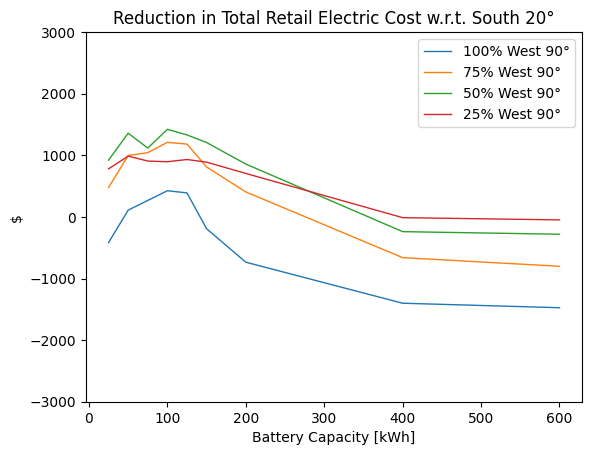 Reduction in Total Retail Electric Cost w.r.t. South 20°
3000
2000
1000
0
−1000
−2000
−3000
$
100% West 90°
75% West 90°
50% West 90°
25% West 90°
0 100 200 300 400 500 600
Battery Capacity [kWh]